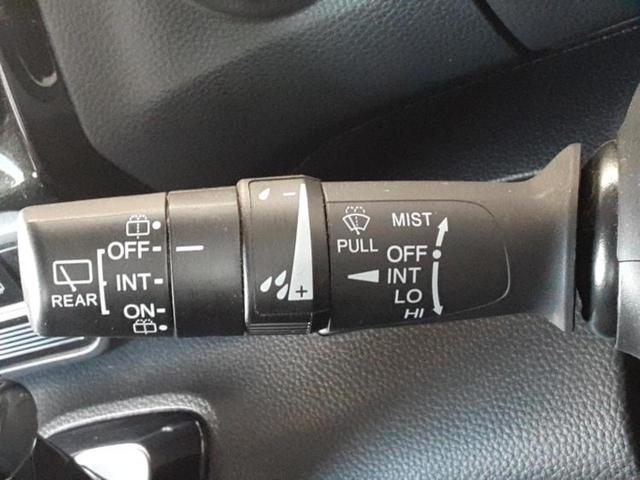 REAR
OFF
INT
ON
-
+
PULL
MIST
OFF
INT
LO
HI